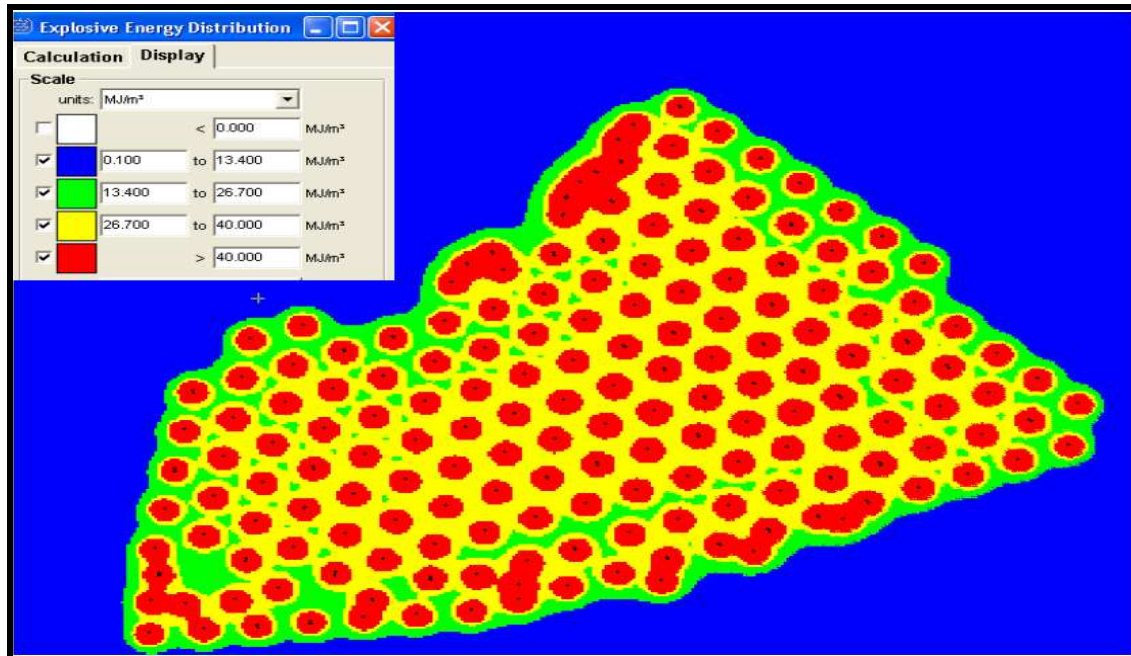 Explosive Energy Distribution
Calculation Display
Scale
units: MJ/m³
< 0.000 MJ/m³
0.100 to 13.400 MJ/m³
13.400 to 26.700 MJ/m³
26.700 to 40.000 MJ/m³
> 40.000 MJ/m³